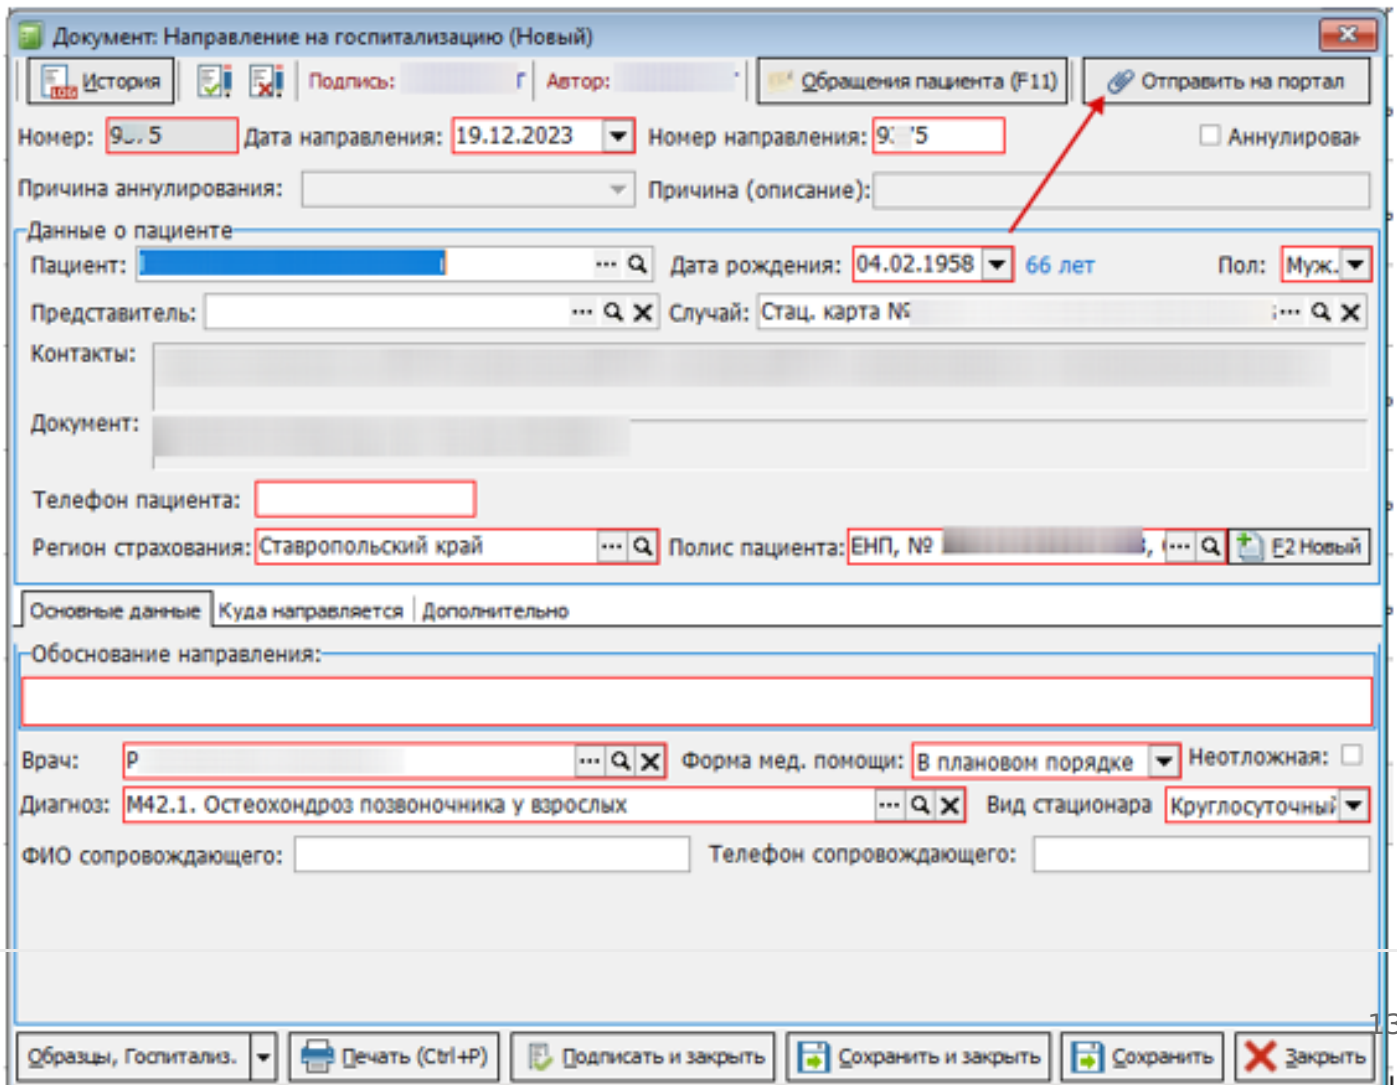 Документ: Направление на госпитализацию (Новый)
LOG История Подпись: Автор: Обращения пациента (F11) Отправить на портал
Номер: Дата направления: 19.12.2023 Номер направления: Аннулирован
Причина аннулирования: Причина (описание):
Данные о пациенте
Пациент: ... Дата рождения: 04.02.1958 66 лет Пол: Муж.
Представитель: ... Случай: Стац. карта № ...
Контакты:
Документ:
Телефон пациента:
Регион страхования: Ставропольский край ... Полис пациента: ЕНП, № ... F2 Новый
Основные данные Куда направляется Дополнительно
Обоснование направления:
Врач: Р ... Форма мед. помощи: В плановом порядке Неотложная:
Диагноз: М42.1. Остеохондроз позвоночника у взрослых ... Вид стационара Круглосуточный
ФИО сопровождающего: Телефон сопровождающего:
13
Образцы, Госпитализ. Печать (Ctrl+P) Подписать и закрыть Сохранить и закрыть Сохранить Закрыть